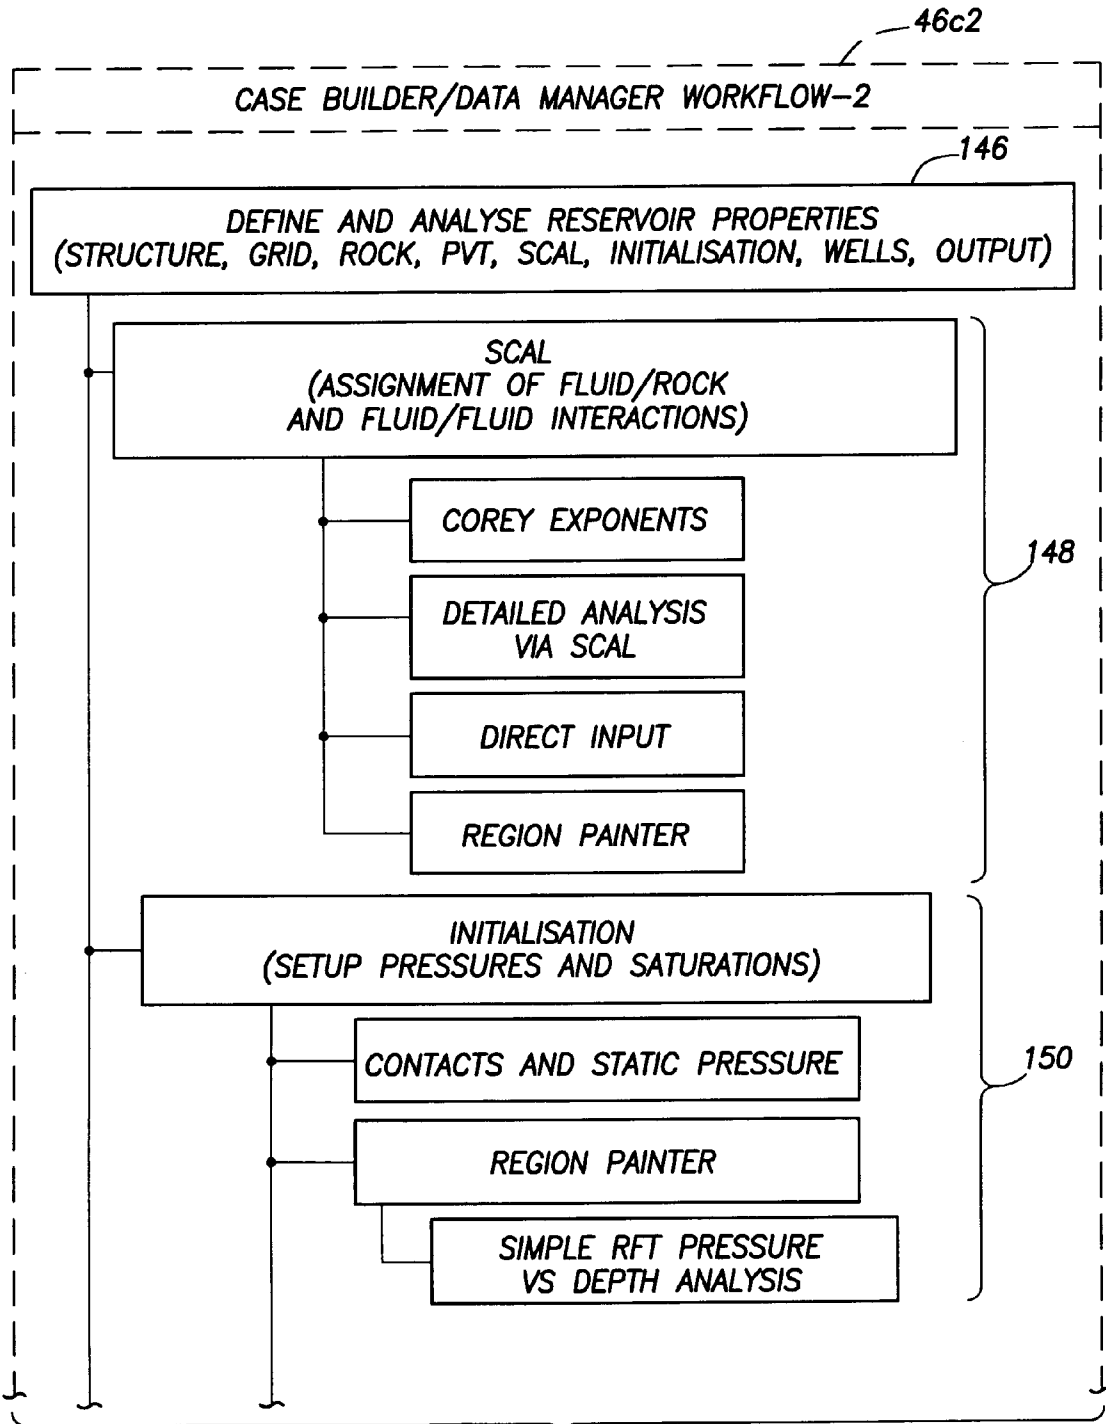 46c2
CASE BUILDER/DATA MANAGER WORKFLOW-2
146
DEFINE AND ANALYSE RESERVOIR PROPERTIES
(STRUCTURE, GRID, ROCK, PVT, SCAL, INITIALISATION, WELLS, OUTPUT)
SCAL
(ASSIGNMENT OF FLUID/ROCK
AND FLUID/FLUID INTERACTIONS)
COREY EXPONENTS
148
DETAILED ANALYSIS
VIA SCAL
DIRECT INPUT
REGION PAINTER
INITIALISATION
(SETUP PRESSURES AND SATURATIONS)
CONTACTS AND STATIC PRESSURE
150
REGION PAINTER
SIMPLE RFT PRESSURE
VS DEPTH ANALYSIS